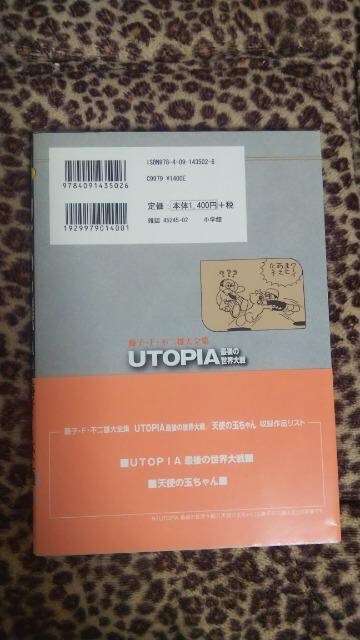 ISBN978-4-09-143502-6
C9979 ¥1400E
9784091435026
定価：本体1,400円+税
雑誌 45245-02 小学館
1929979014001
???
藤子・F・不二雄大全集
UTOPIA 最後の世界大戦
藤子・F・不二雄大全集 UTOPIA最後の世界大戦／天使の玉ちゃん 収録作品リスト
■UTOPIA 最後の世界大戦■
■天使の玉ちゃん■